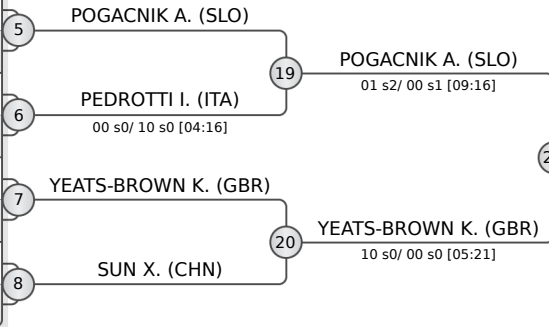 POGACNIK A. (SLO)
5
19
POGACNIK A. (SLO)
01 s2/ 00 s1 [09:16]
PEDROTTI I. (ITA)
6
00 s0/ 10 s0 [04:16]
2
YEATS-BROWN K. (GBR)
7
20
YEATS-BROWN K. (GBR)
10 s0/ 00 s0 [05:21]
SUN X. (CHN)
8